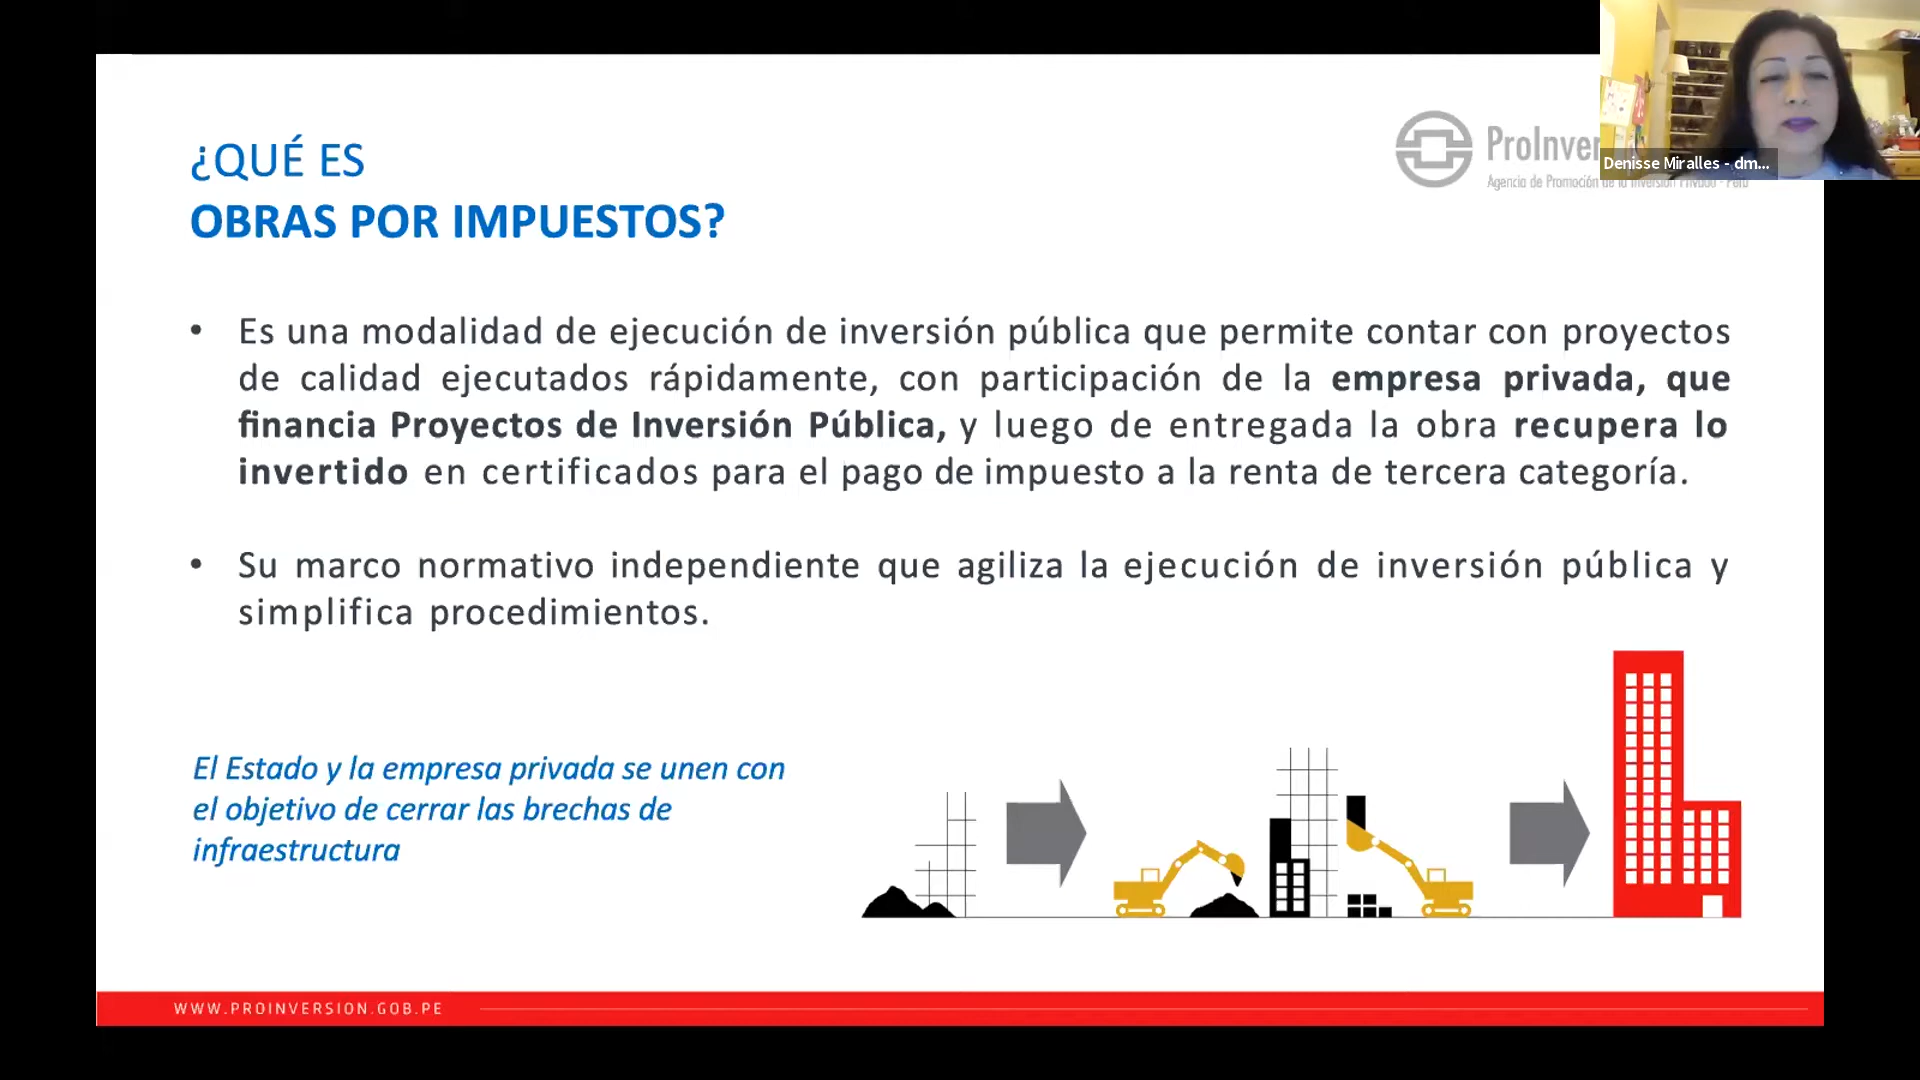 ¿QUÉ ES
OBRAS POR IMPUESTOS?
ProInver
Agencia de Promoción de la Inversión Privada - Perú
Denisse Miralles - dm...
• Es una modalidad de ejecución de inversión pública que permite contar con proyectos
de calidad ejecutados rápidamente, con participación de la empresa privada, que
financia Proyectos de Inversión Pública, y luego de entregada la obra recupera lo
invertido en certificados para el pago de impuesto a la renta de tercera categoría.
• Su marco normativo independiente que agiliza la ejecución de inversión pública y
simplifica procedimientos.
El Estado y la empresa privada se unen con
el objetivo de cerrar las brechas de
infraestructura
WWW.PROINVERSION.GOB.PE